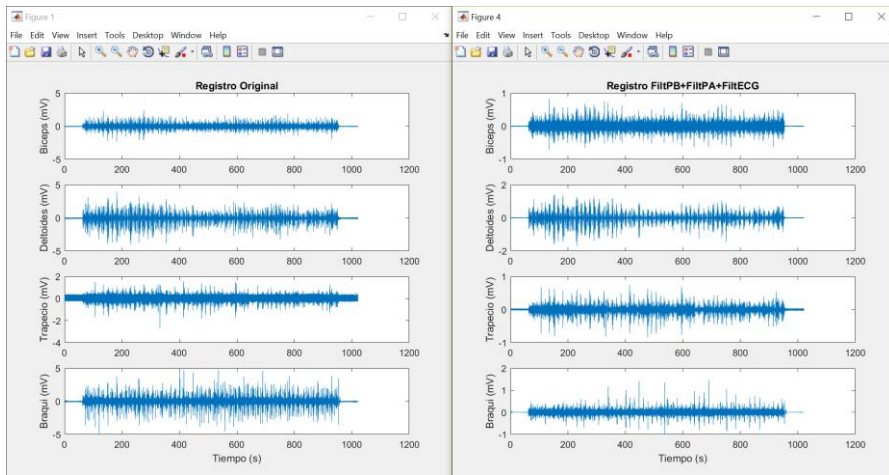 Figure 1
File Edit View Insert Tools Desktop Window Help
Registro Original
5
0
-5
Biceps (mV)
0 200 400 600 800 1000 1200
5
0
-5
Deltoides (mV)
0 200 400 600 800 1000 1200
2
0
-2
-4
Trapecio (mV)
0 200 400 600 800 1000 1200
5
0
-5
Braqui (mV)
0 200 400 600 800 1000 1200
Tiempo (s)
Figure 4
File Edit View Insert Tools Desktop Window Help
Registro FiltPB+FiltPA+FiltECG
1
0
-1
Biceps (mV)
0 200 400 600 800 1000 1200
2
0
-2
Deltoides (mV)
0 200 400 600 800 1000 1200
1
0
-1
Trapecio (mV)
0 200 400 600 800 1000 1200
2
1
0
-1
Braqui (mV)
0 200 400 600 800 1000 1200
Tiempo (s)